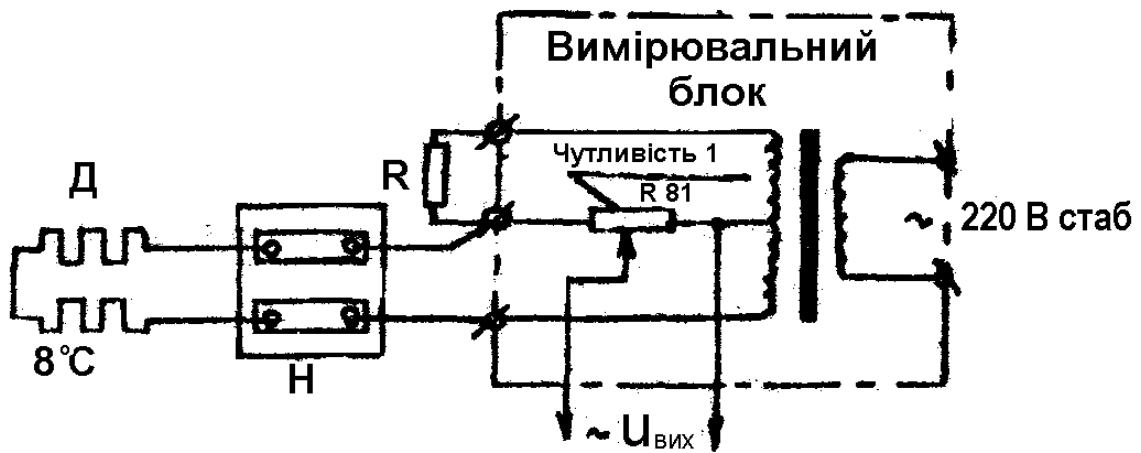 Вимірювальний
блок
Чутливість 1
R 81
R
Д
8°С
Н
~ 220 В стаб
~ Uвих